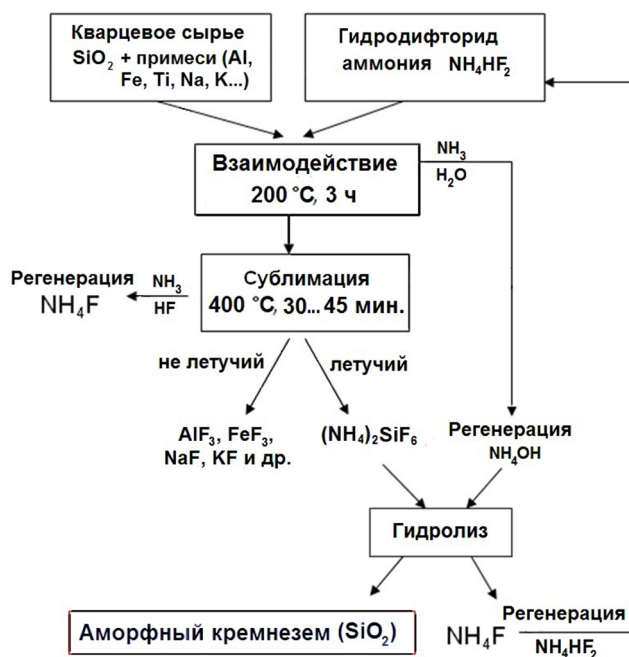 Кварцевое сырье
SiO₂ + примеси (Al,
Fe, Ti, Na, K...)
Гидродифторид
аммония NH₄HF₂
Взаимодействие
200 °С, 3 ч
NH₃
H₂O
Сублимация
400 °С, 30... 45 мин.
Регенерация
NH₄F
NH₃
HF
не летучий
летучий
AlF₃, FeF₃,
NaF, KF и др.
(NH₄)₂SiF₆
Регенерация
NH₄OH
Гидролиз
Аморфный кремнезем (SiO₂)
NH₄F
Регенерация
NH₄HF₂